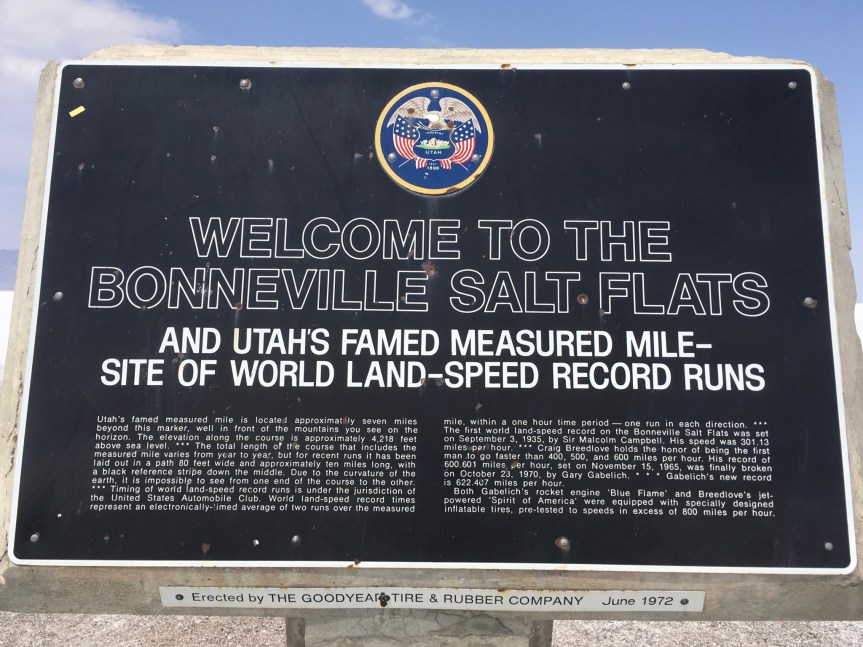 UTAH
1896
WELCOME TO THE
BONNEVILLE SALT FLATS
AND UTAH'S FAMED MEASURED MILE-
SITE OF WORLD LAND-SPEED RECORD RUNS
Utah's famed measured mile is located approximately seven miles
beyond this marker, well in front of the mountains you see on the
horizon. The elevation along the course is approximately 4,218 feet
above sea level. *** The total length of the course that includes the
measured mile varies from year to year, but for recent runs it has been
laid out in a path 80 feet wide and approximately ten miles long, with
a black reference stripe down the middle. Due to the curvature of the
earth, it is impossible to see from one end of the course to the other.
*** Timing of world land-speed record runs is under the jurisdiction of
the United States Automobile Club. World land-speed record times
represent an electronically-timed average of two runs over the measured
mile, within a one hour time period — one run in each direction. ***
The first world land-speed record on the Bonneville Salt Flats was set
on September 3, 1935, by Sir Malcolm Campbell. His speed was 301.13
miles per hour. *** Craig Breedlove holds the honor of being the first
man to go faster than 400, 500, and 600 miles per hour. His record of
600.601 miles per hour, set on November 15, 1965, was finally broken
on October 23, 1970, by Gary Gabelich. * * * Gabelich's new record
is 622.407 miles per hour.
Both Gabelich's rocket engine 'Blue Flame' and Breedlove's jet-
powered 'Spirit of America' were equipped with specially designed
inflatable tires, pre-tested to speeds in excess of 800 miles per hour.
Erected by THE GOODYEAR TIRE & RUBBER COMPANY June 1972